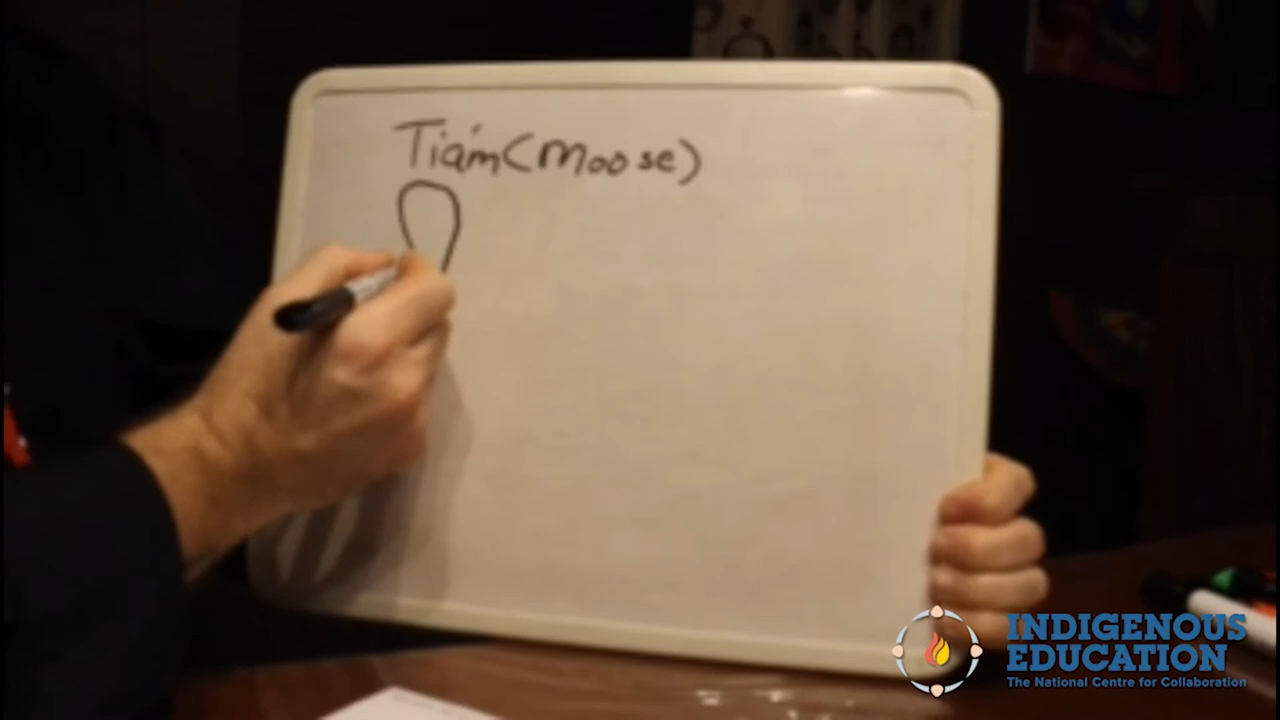 Tiam (Moose)
INDIGENOUS
EDUCATION
The National Centre for Collaboration